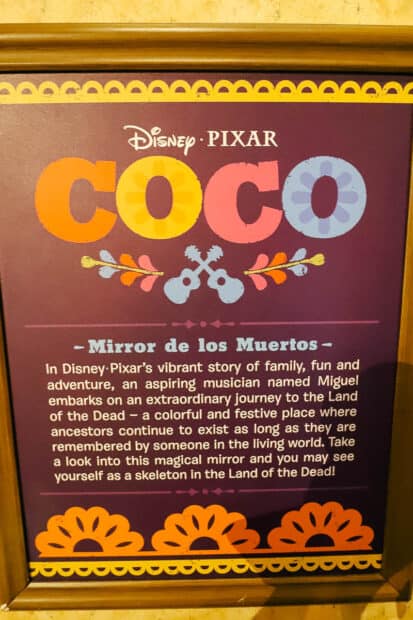 Disney · PIXAR
COCO
- Mirror de los Muertos -
In Disney·Pixar's vibrant story of family, fun and
adventure, an aspiring musician named Miguel
embarks on an extraordinary journey to the Land
of the Dead – a colorful and festive place where
ancestors continue to exist as long as they are
remembered by someone in the living world. Take
a look into this magical mirror and you may see
yourself as a skeleton in the Land of the Dead!